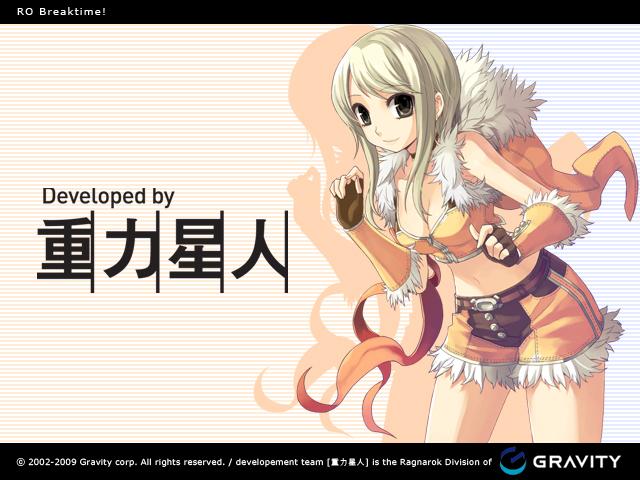 RO Breaktime!
Developed by
重力星人
© 2002-2009 Gravity corp. All rights reserved. / developement team [重力星人] is the Ragnarok Division of GRAVITY